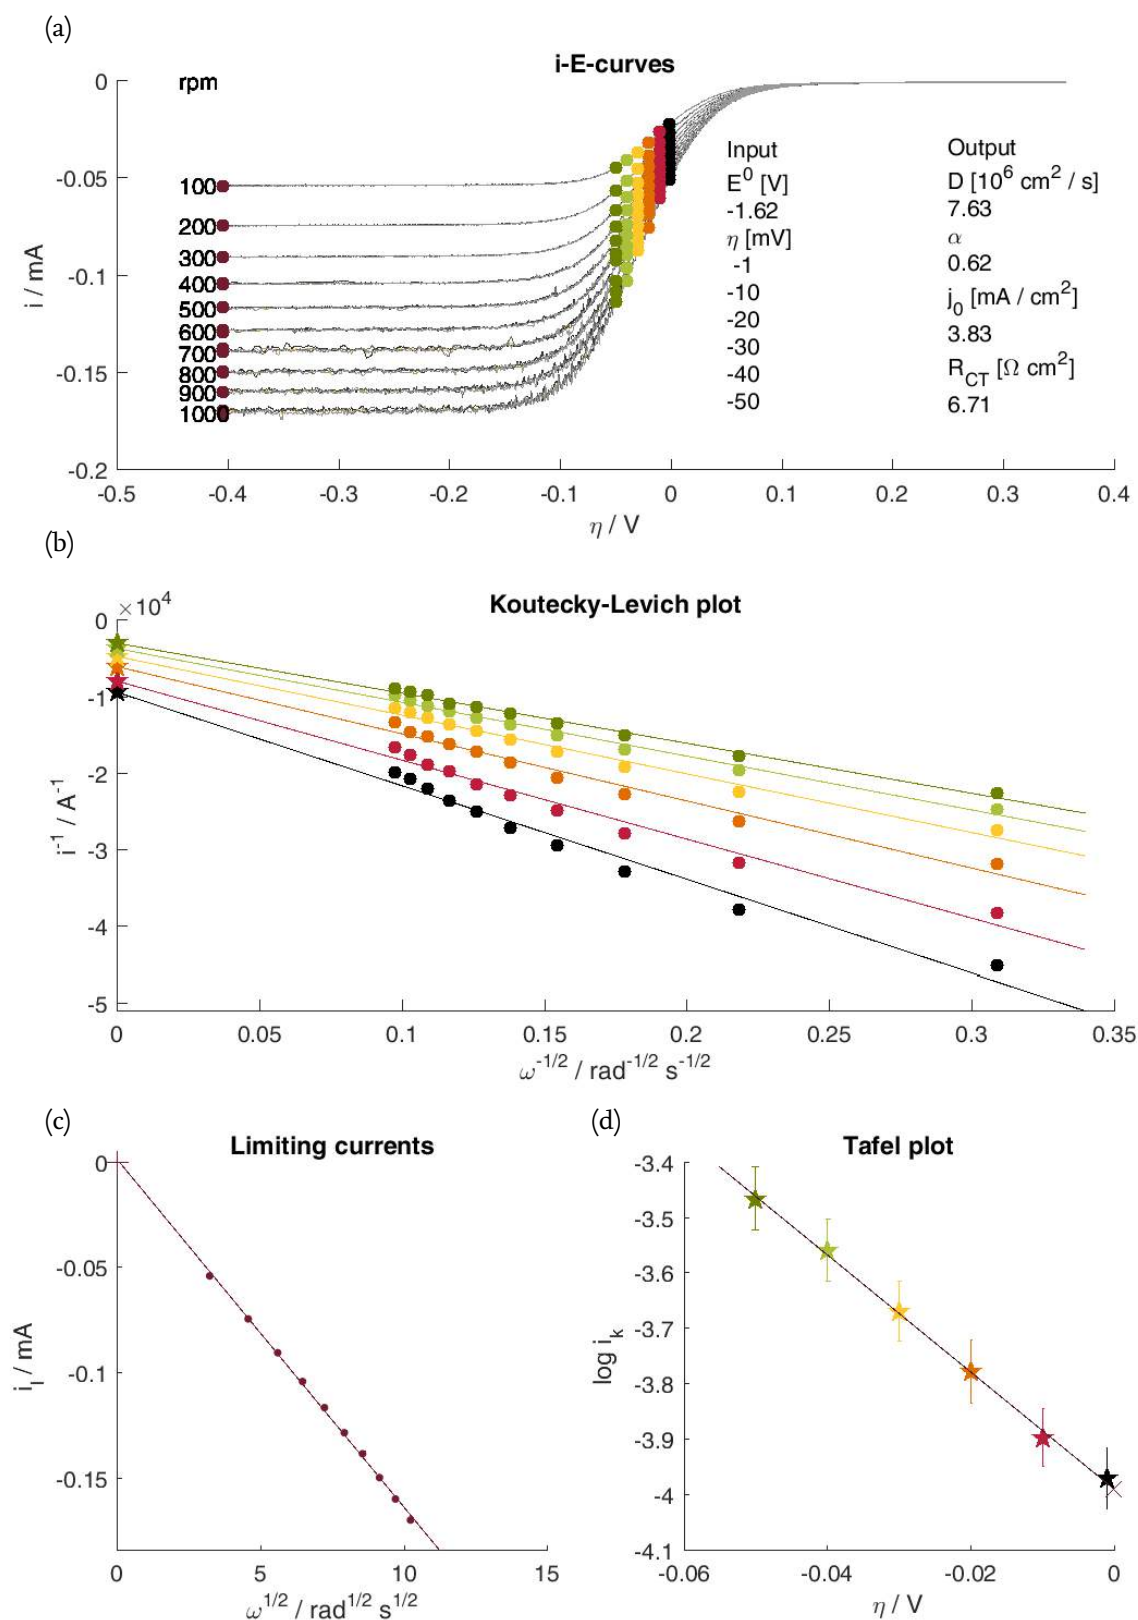 (a)
i-E-curves
rpm
0
-0.05
-0.1
-0.15
-0.2
i / mA
100
200
300
400
500
600
700
800
900
1000
Input
E⁰ [V]
-1.62
η [mV]
-1
-10
-20
-30
-40
-50
Output
D [10⁶ cm² / s]
7.63
α
0.62
j₀ [mA / cm²]
3.83
R_CT [Ω cm²]
6.71
-0.5 -0.4 -0.3 -0.2 -0.1 0 0.1 0.2 0.3 0.4
η / V
(b)
Koutecky-Levich plot
×10⁴
0
-1
-2
-3
-4
-5
i⁻¹ / A⁻¹
0 0.05 0.1 0.15 0.2 0.25 0.3 0.35
ω⁻¹/² / rad⁻¹/² s⁻¹/²
(c)
Limiting currents
0
-0.05
-0.1
-0.15
i_l / mA
0 5 10 15
ω¹/² / rad¹/² s¹/²
(d)
Tafel plot
-3.4
-3.5
-3.6
-3.7
-3.8
-3.9
-4
-4.1
log i_k
-0.06 -0.04 -0.02 0
η / V